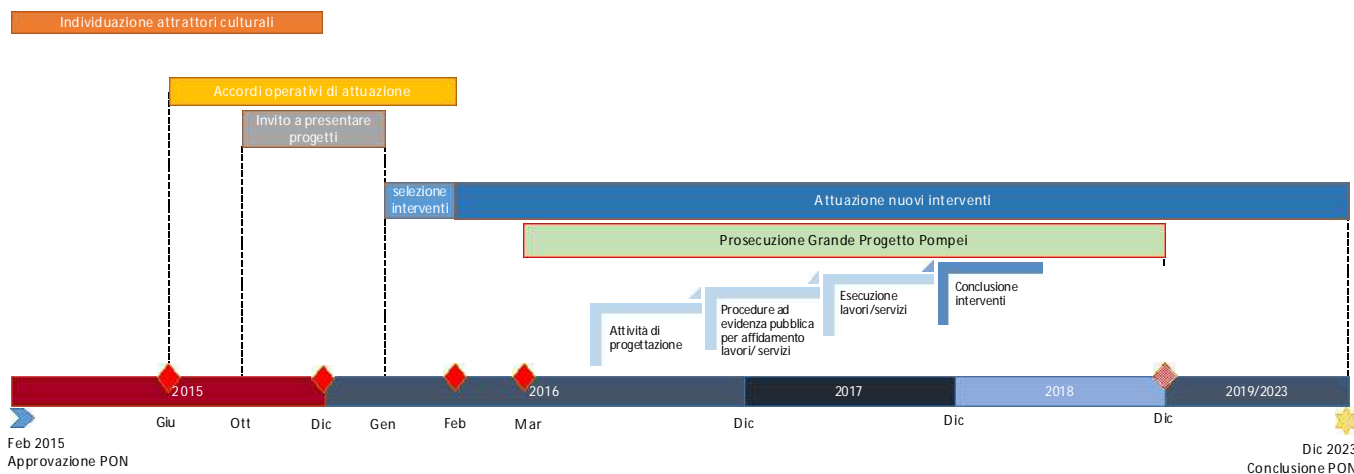 Individuazione attrattori culturali
Accordi operativi di attuazione
Invito a presentare
progetti
selezione
interventi
Attuazione nuovi interventi
Prosecuzione Grande Progetto Pompei
Attività di
progettazione
Procedure ad
evidenza pubblica
per affidamento
lavori/ servizi
Esecuzione
lavori/servizi
Conclusione
interventi
2015
2016
2017
2018
2019/2023
Giu
Ott
Dic
Gen
Feb
Mar
Dic
Dic
Dic
Feb 2015
Approvazione PON
Dic 2023
Conclusione PON